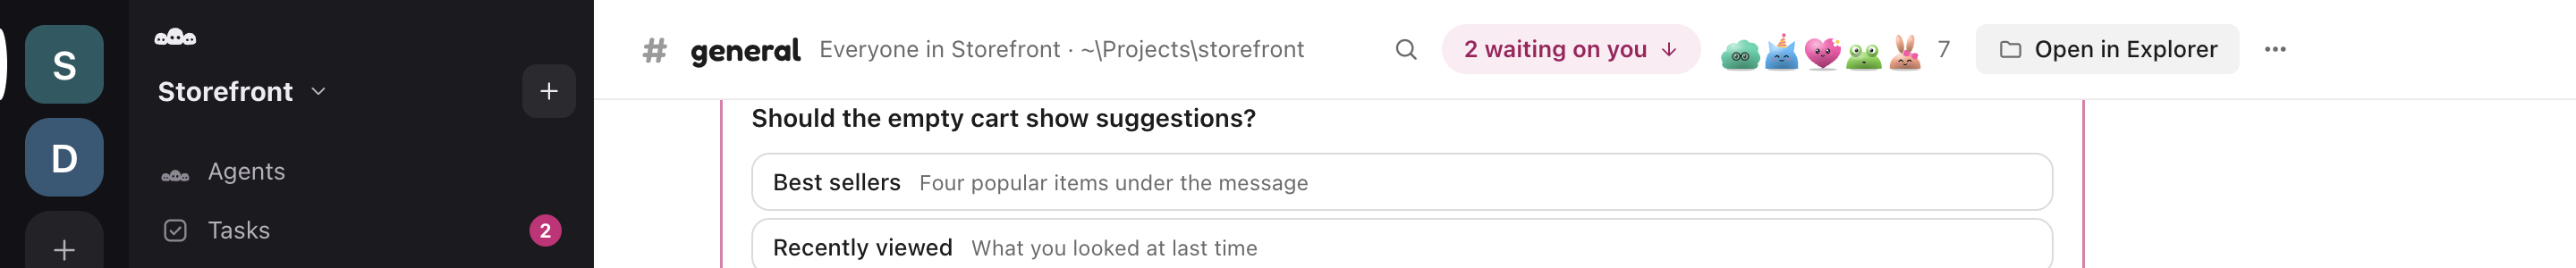 S
D
Storefront
Agents
Tasks 2
# general Everyone in Storefront · ~\Projects\storefront
2 waiting on you ↓
7
Open in Explorer
Should the empty cart show suggestions?
Best sellers Four popular items under the message
Recently viewed What you looked at last time